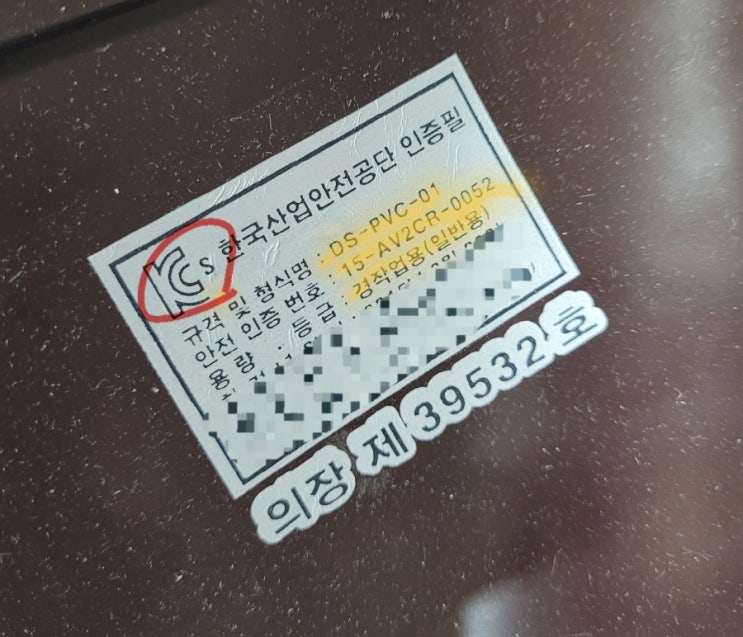 KCs 한국산업안전공단 인증필
규격 및 형식명 : DS-PVC-01
안전 인증 번호 : 15-AV2CR-0052
용량 : 등급 : 경작업용(일반용)
의장 제 39532 호